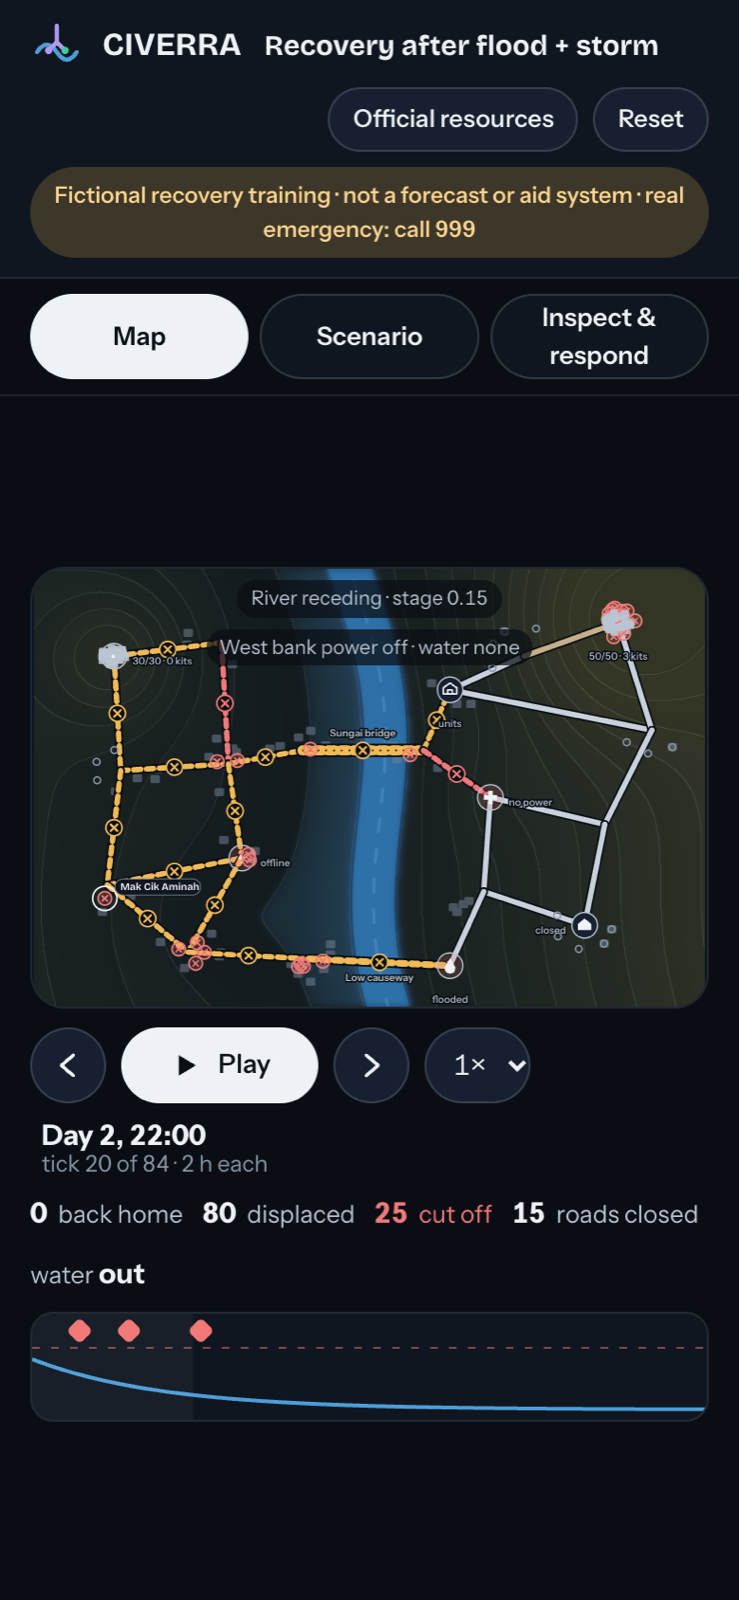 CIVERRA Recovery after flood + storm
Official resources
Reset
Fictional recovery training · not a forecast or aid system · real
emergency: call 999
Map
Scenario
Inspect &
respond
River receding · stage 0.15
West bank power off · water none
30/30 · 0 kits
50/50 · 3 kits
units
Sungai bridge
no power
offline
Mak Cik Aminah
closed
Low causeway
flooded
Play
1×
Day 2, 22:00
tick 20 of 84 · 2 h each
0 back home 80 displaced 25 cut off 15 roads closed
water out